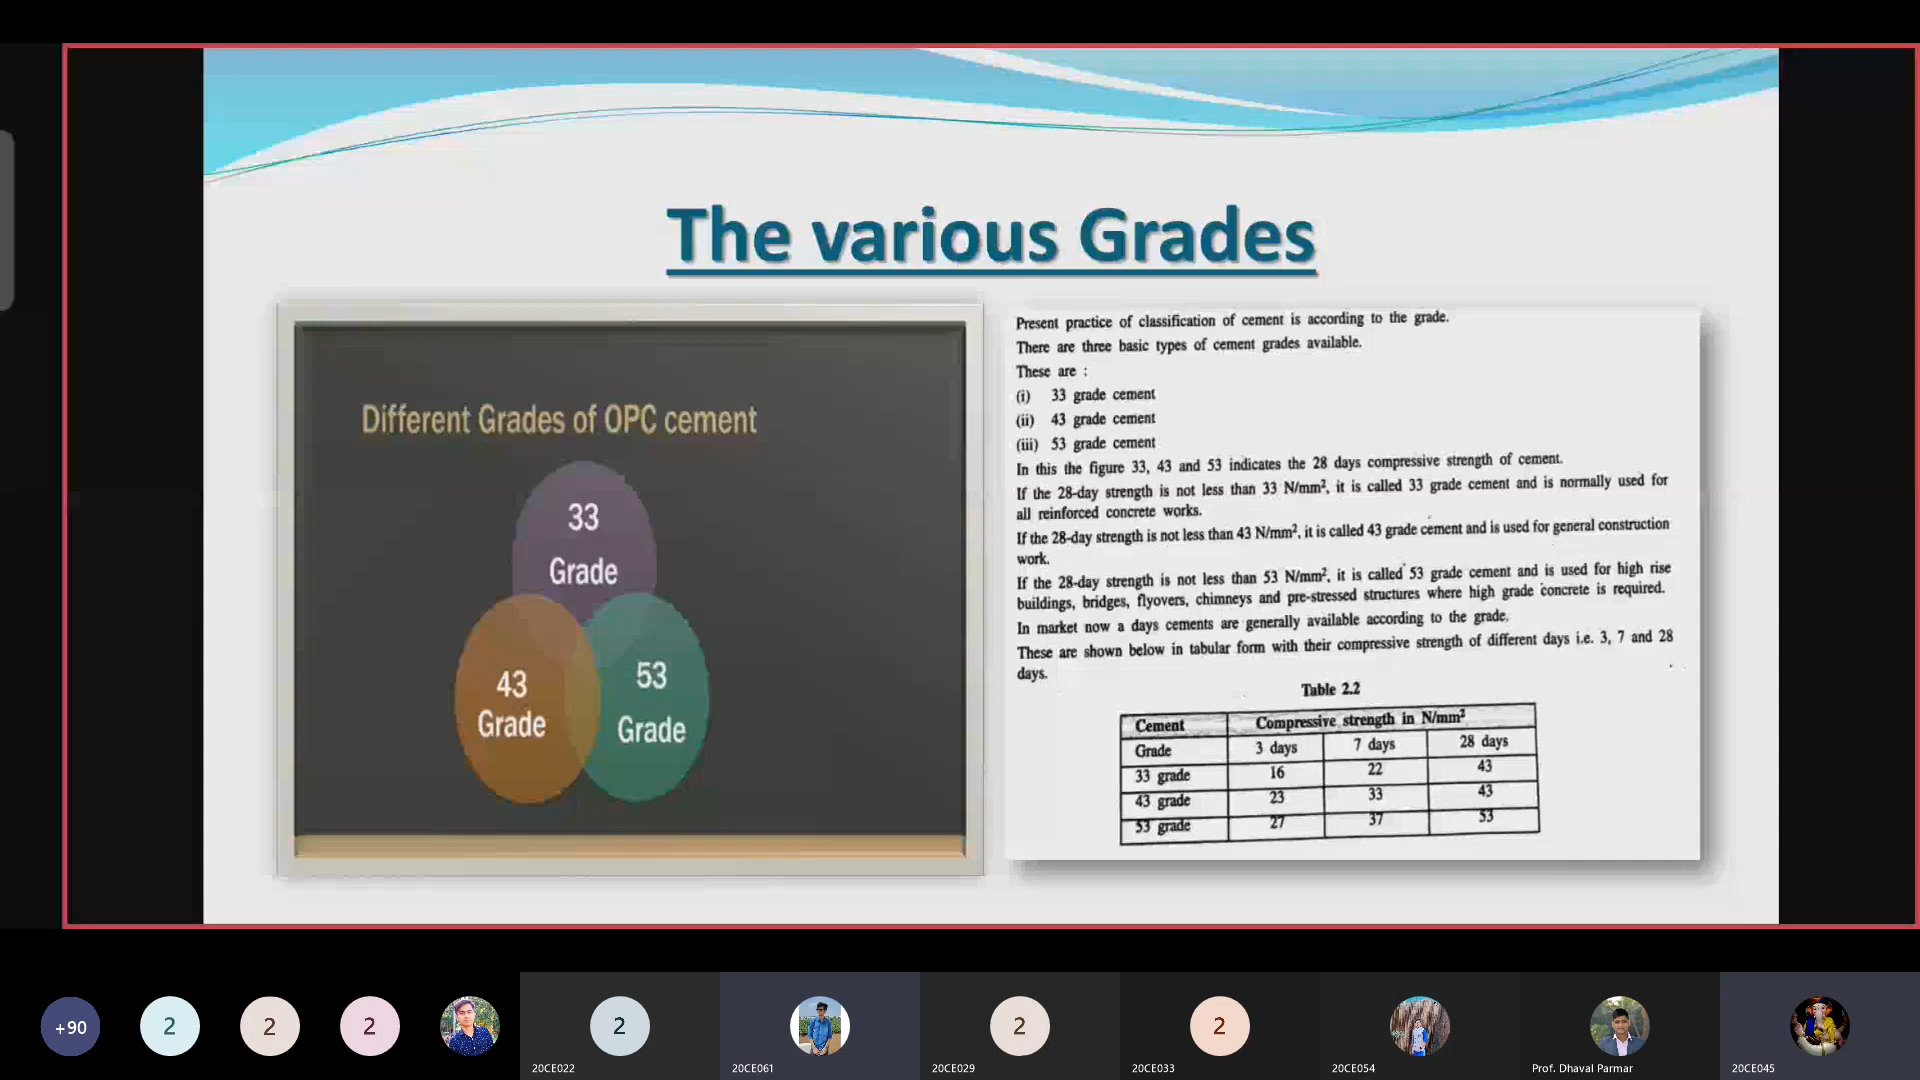 The various Grades
Different Grades of OPC cement
33
Grade
43
Grade
53
Grade
Present practice of classification of cement is according to the grade.
There are three basic types of cement grades available.
These are :
(i) 33 grade cement
(ii) 43 grade cement
(iii) 53 grade cement
In this the figure 33, 43 and 53 indicates the 28 days compressive strength of cement.
If the 28-day strength is not less than 33 N/mm², it is called 33 grade cement and is normally used for
all reinforced concrete works.
If the 28-day strength is not less than 43 N/mm², it is called 43 grade cement and is used for general construction
work.
If the 28-day strength is not less than 53 N/mm², it is called 53 grade cement and is used for high rise
buildings, bridges, flyovers, chimneys and pre-stressed structures where high grade concrete is required.
In market now a days cements are generally available according to the grade.
These are shown below in tabular form with their compressive strength of different days i.e. 3, 7 and 28
days.
Table 2.2
Cement Compressive strength in N/mm²
Grade 3 days 7 days 28 days
33 grade 16 22 43
43 grade 23 33 43
53 grade 27 37 53
+90
2
2
2
2
2
2
20CE022
20CE061
20CE029
20CE033
20CE054
Prof. Dhaval Parmar
20CE045